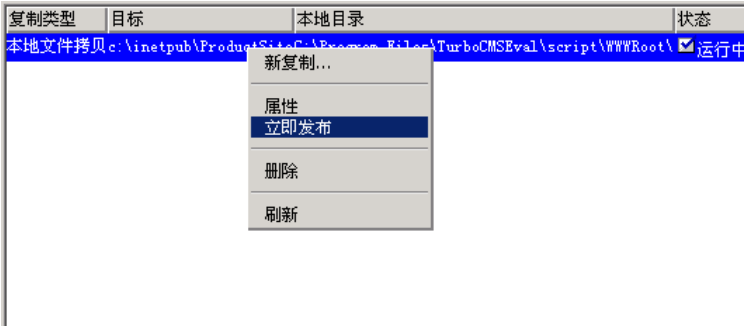 复制类型 目标 本地目录 状态
本地文件拷贝 c:\inetpub\ProductSite C:\Program Files\TurboCMSEval\script\WWWRoot\ 运行中
新复制...
属性
立即发布
删除
刷新